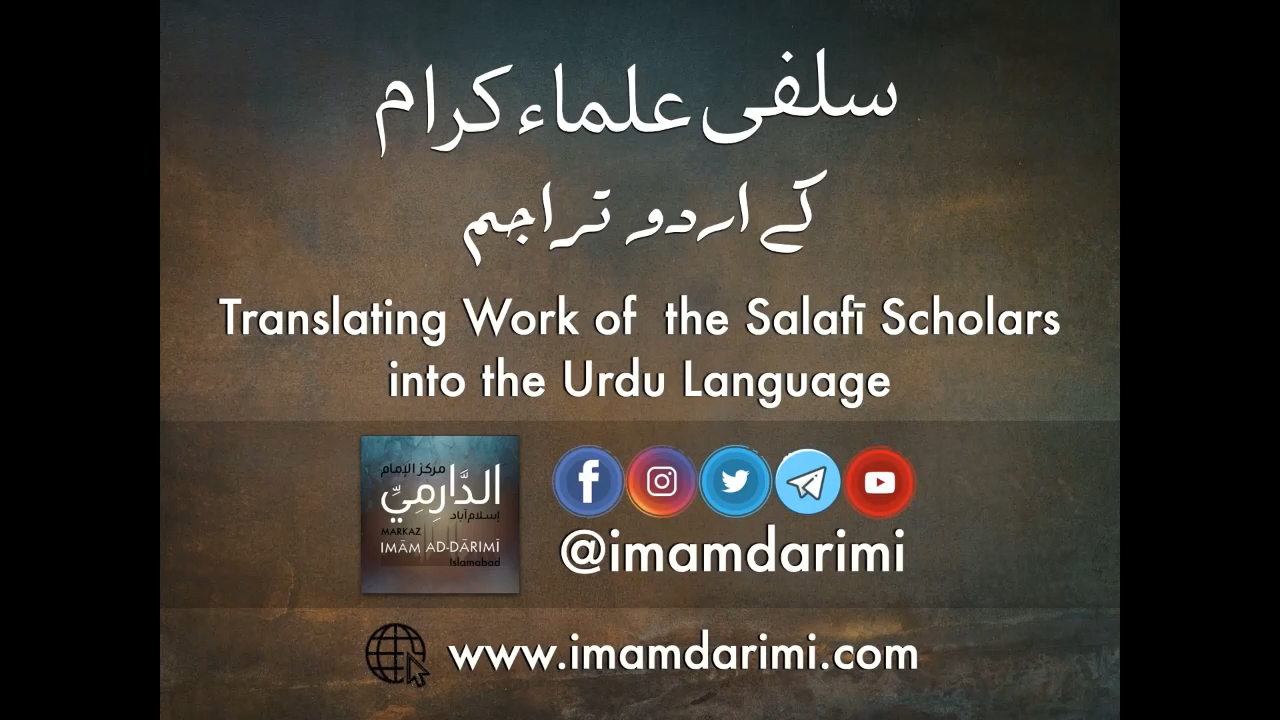 سلفی علماء کرام
کے اردو تراجم
Translating Work of the Salafī Scholars
into the Urdu Language
مركز الإمام
الدَّارِمِيِّ
إسلام آباد
MARKAZ
IMĀM AD-DĀRIMĪ
Islamabad
@imamdarimi
www.imamdarimi.com